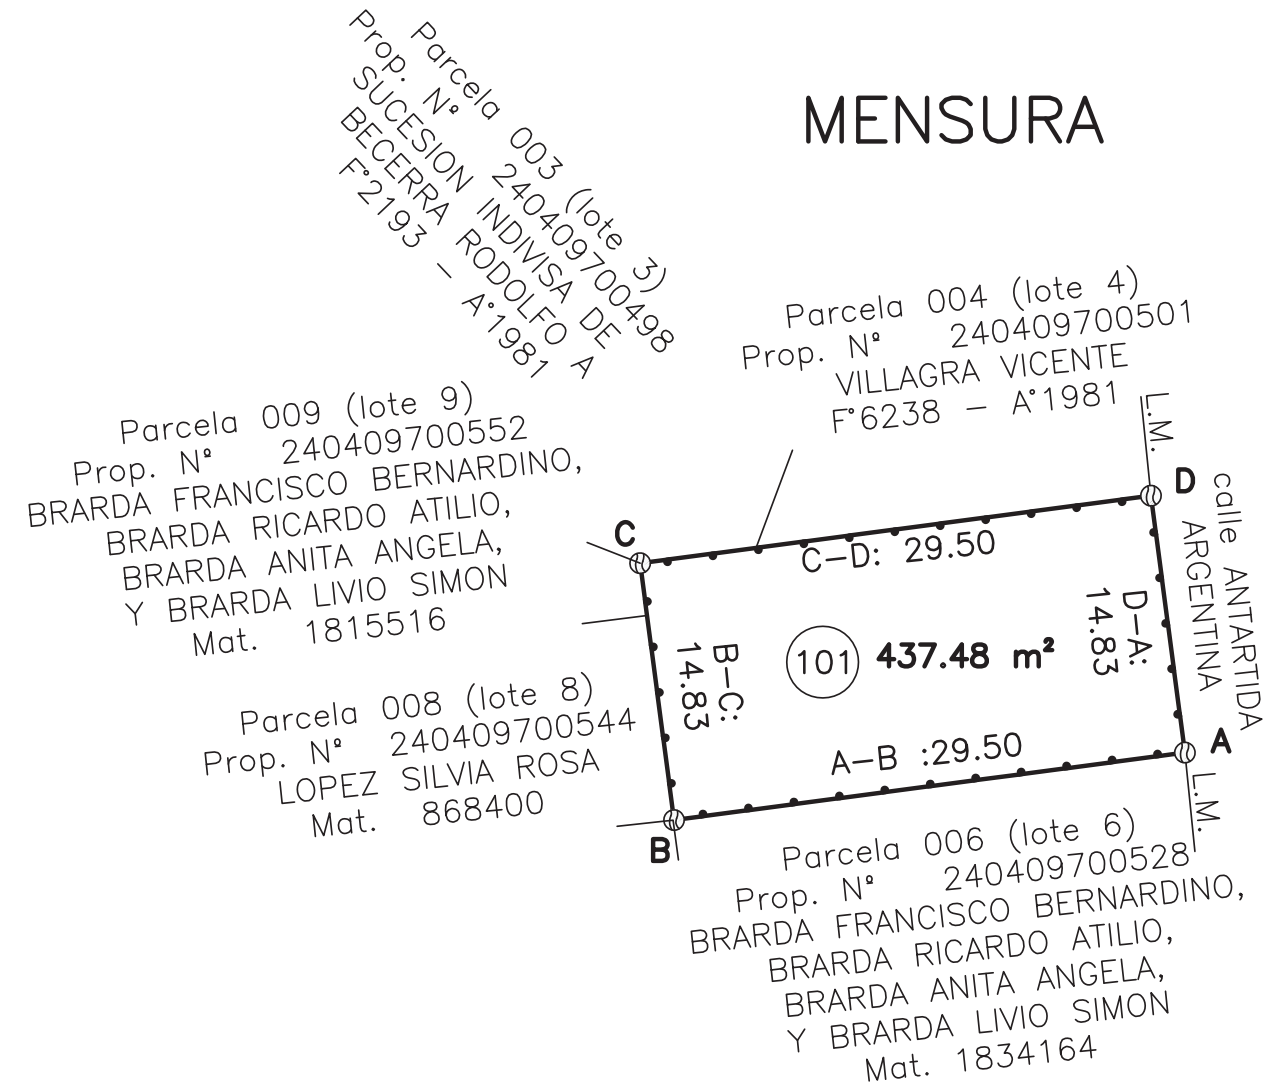 MENSURA
Parcela 003 (lote 3)
Prop. Nº 240409700498
SUCESION INDIVISA DE
BECERRA RODOLFO A
F°2193 - A°1981
Parcela 004 (lote 4)
Prop. Nº 240409700501
VILLAGRA VICENTE
F°6238 - A°1981
Parcela 009 (lote 9)
Prop. Nº 240409700552
BRARDA FRANCISCO BERNARDINO,
BRARDA RICARDO ATILIO,
BRARDA ANITA ANGELA,
Y BRARDA LIVIO SIMON
Mat. 1815516
L.M.
D
calle ANTARTIDA
ARGENTINA
C
C-D: 29.50
D-A:
14.83
B-C:
14.83
101
437.48 m²
Parcela 008 (lote 8)
Prop. Nº 240409700544
LOPEZ SILVIA ROSA
Mat. 868400
A-B :29.50
A
L.M.
B
Parcela 006 (lote 6)
Prop. Nº 240409700528
BRARDA FRANCISCO BERNARDINO,
BRARDA RICARDO ATILIO,
BRARDA ANITA ANGELA,
Y BRARDA LIVIO SIMON
Mat. 1834164